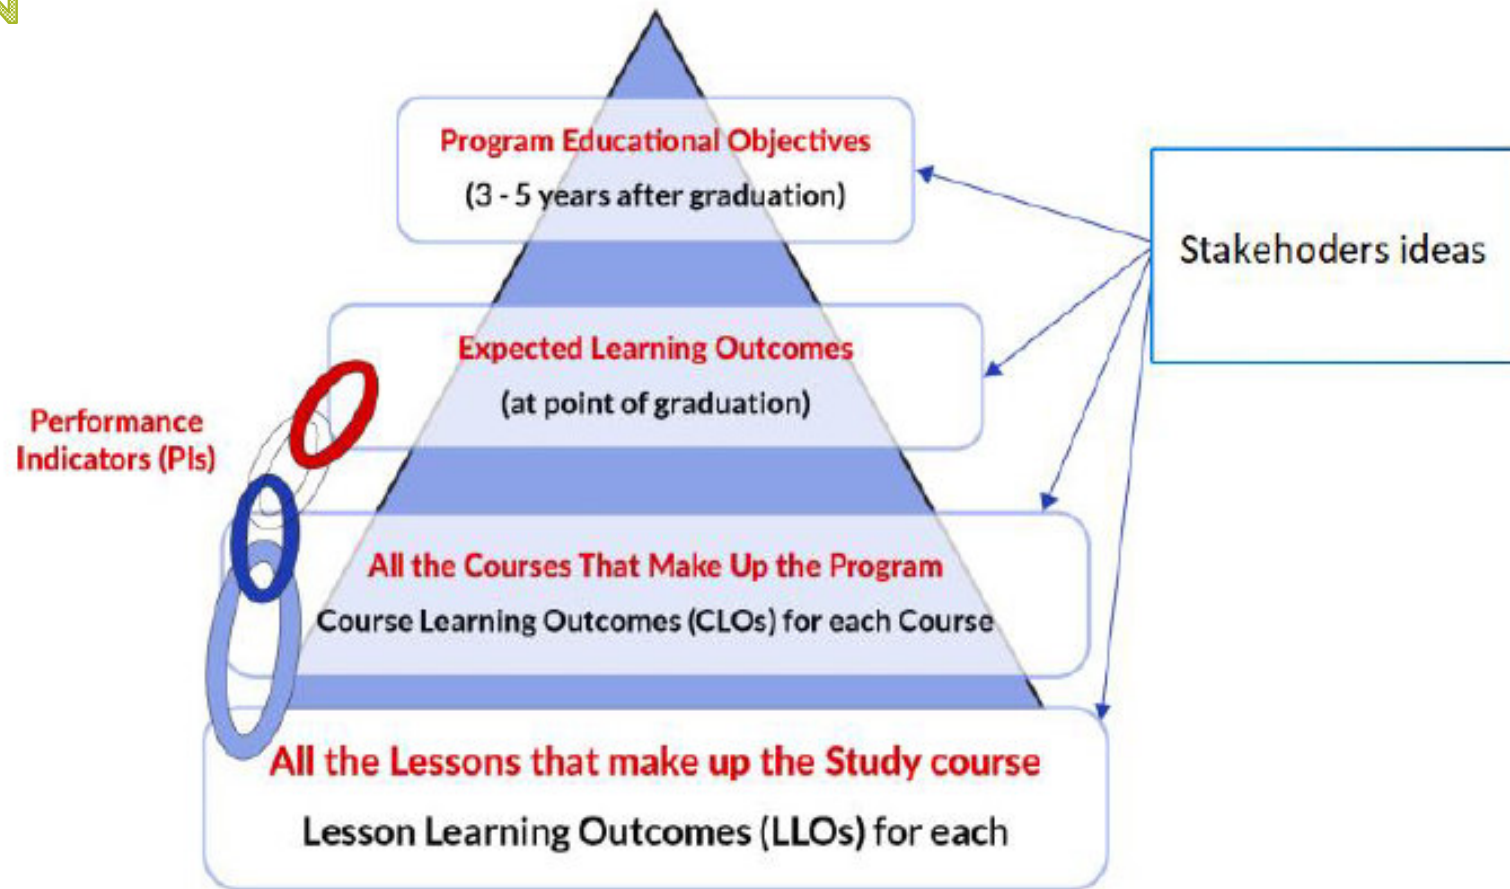 N
Program Educational Objectives
(3 - 5 years after graduation)
Stakehoders ideas
Expected Learning Outcomes
(at point of graduation)
Performance
Indicators (PIs)
All the Courses That Make Up the Program
Course Learning Outcomes (CLOs) for each Course
All the Lessons that make up the Study course
Lesson Learning Outcomes (LLOs) for each